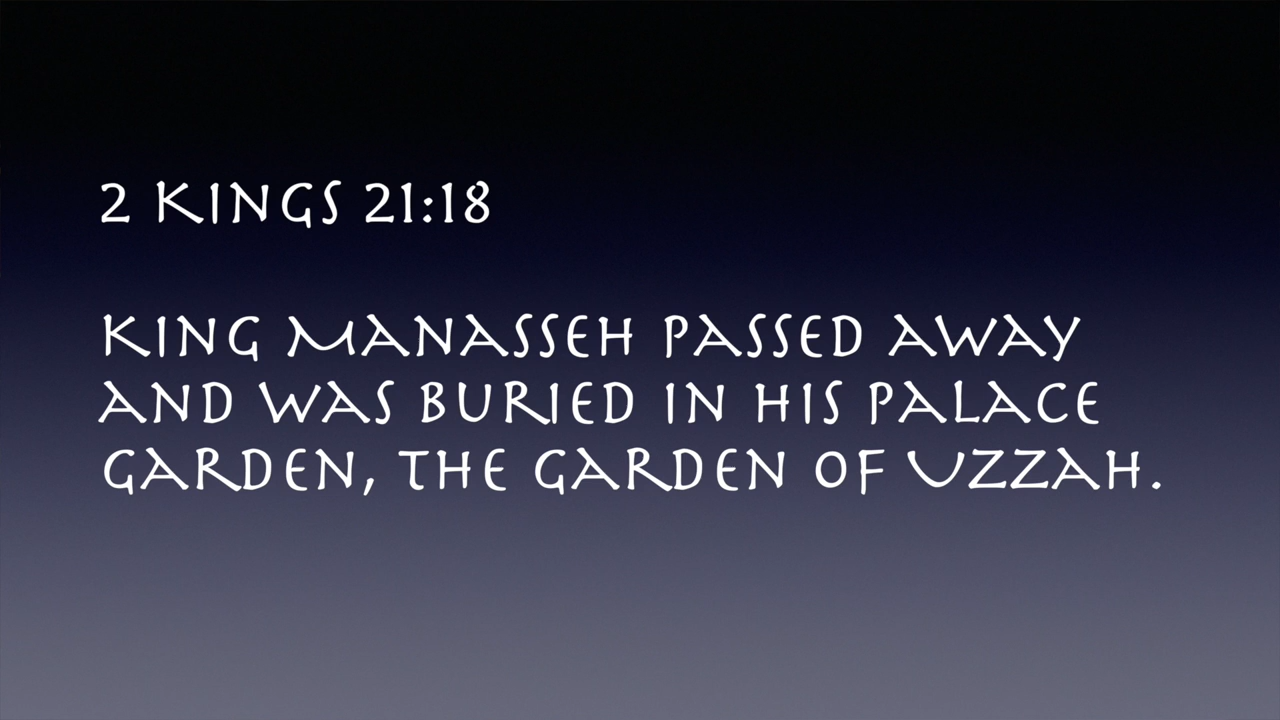 2 Kings 21:18
King Manasseh passed away
and was buried in his palace
garden, the garden of Uzzah.